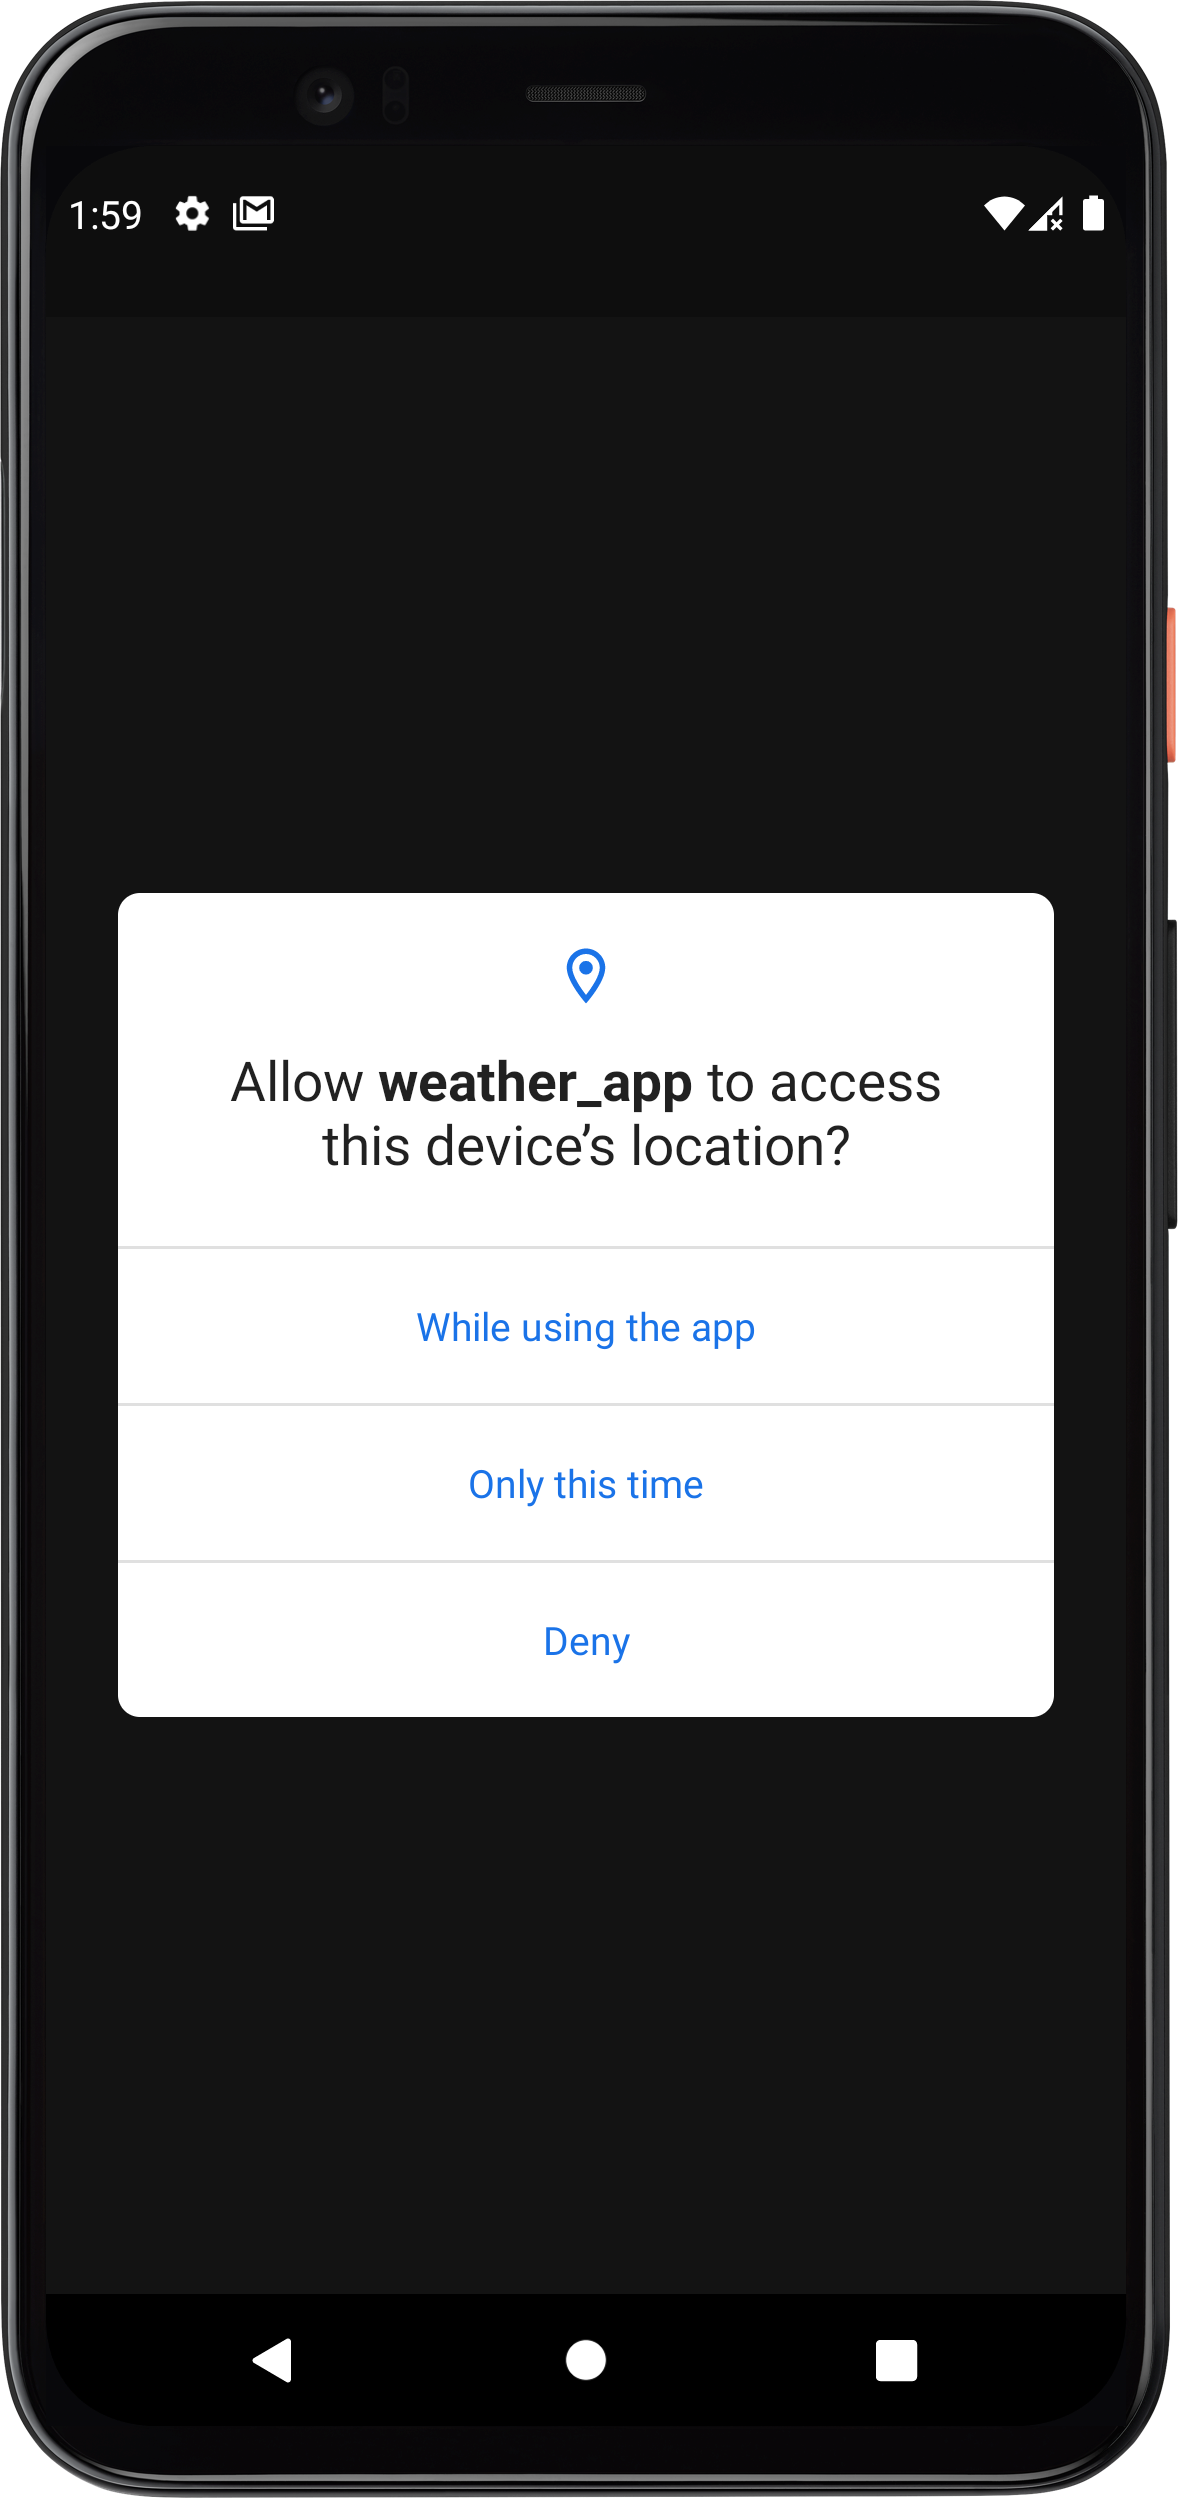 1:59
Allow weather_app to access
this device’s location?
While using the app
Only this time
Deny